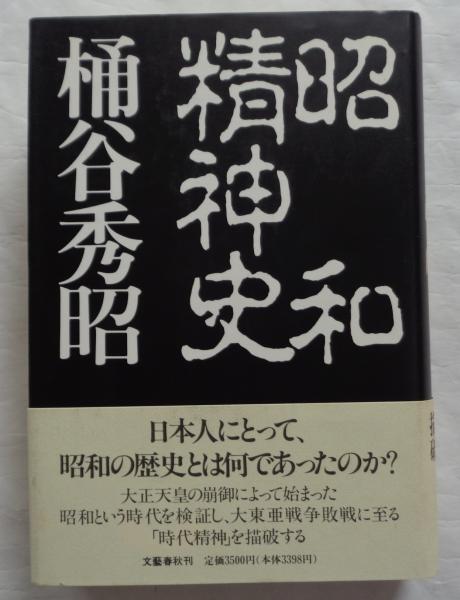 昭和
精神史
桶谷秀昭
日本人にとって、
昭和の歴史とは何であったのか?
大正天皇の崩御によって始まった
昭和という時代を検証し、大東亜戦争敗戦に至る
「時代精神」を描破する
文藝春秋刊 定価3500円(本体3398円)